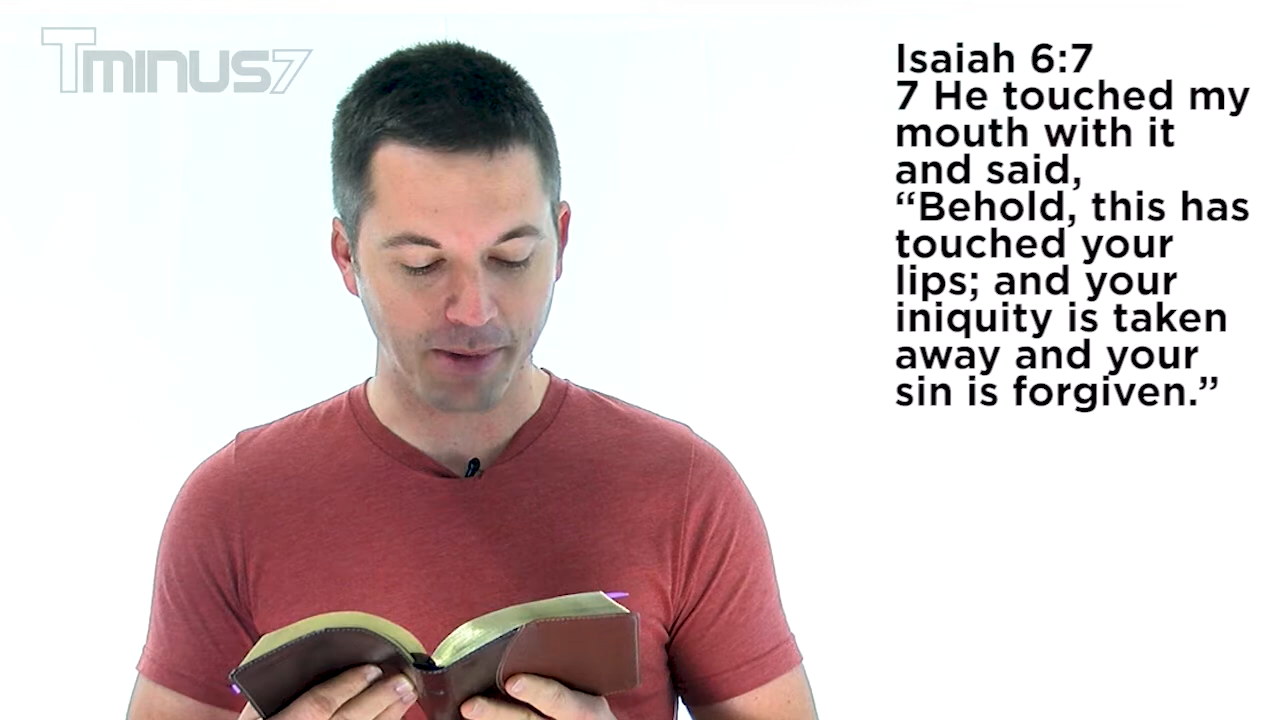 Tminus7
Isaiah 6:7
7 He touched my
mouth with it
and said,
“Behold, this has
touched your
lips; and your
iniquity is taken
away and your
sin is forgiven.”